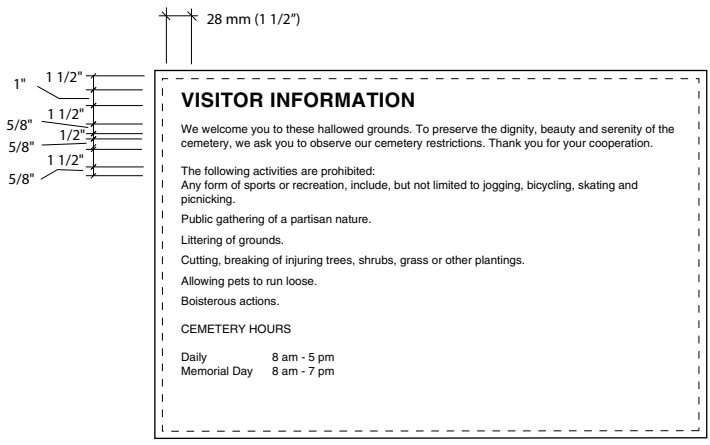 28 mm (1 1/2”)
1 1/2"
1"
1 1/2"
5/8"
1/2"
5/8"
1 1/2"
5/8"
VISITOR INFORMATION
We welcome you to these hallowed grounds. To preserve the dignity, beauty and serenity of the
cemetery, we ask you to observe our cemetery restrictions. Thank you for your cooperation.
The following activities are prohibited:
Any form of sports or recreation, include, but not limited to jogging, bicycling, skating and
picnicking.
Public gathering of a partisan nature.
Littering of grounds.
Cutting, breaking of injuring trees, shrubs, grass or other plantings.
Allowing pets to run loose.
Boisterous actions.
CEMETERY HOURS
Daily 8 am - 5 pm
Memorial Day 8 am - 7 pm